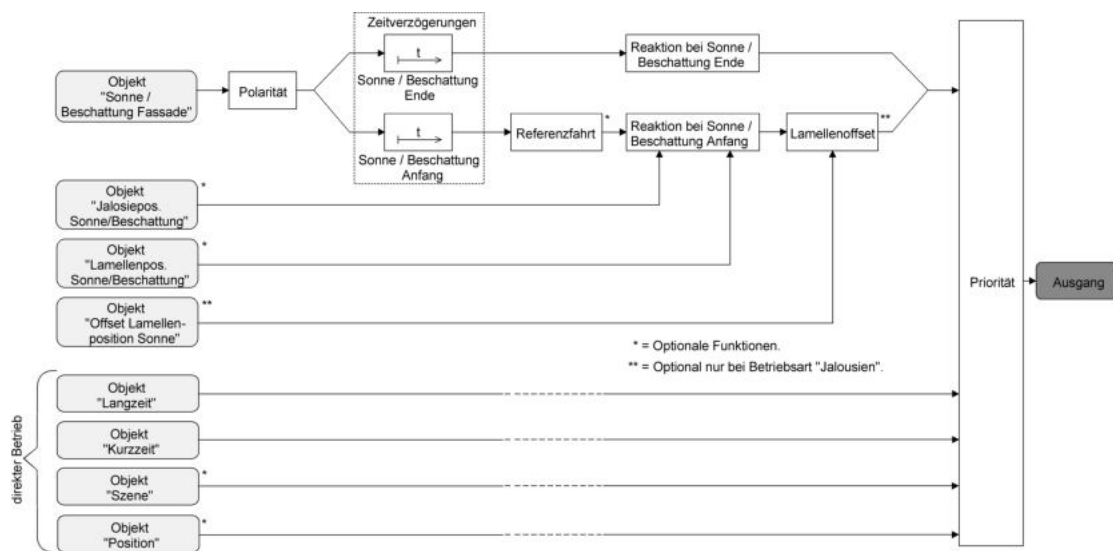 Zeitverzögerungen
t
Sonne / Beschattung
Ende
Reaktion bei Sonne /
Beschattung Ende
Objekt
"Sonne /
Beschattung Fassade"
Polarität
t
Sonne / Beschattung
Anfang
Referenzfahrt
*
Reaktion bei Sonne /
Beschattung Anfang
Lamellenoffset
**
Objekt
"Jalosiepos.
Sonne/Beschattung"
*
Objekt
"Lamellenpos.
Sonne/Beschattung"
*
Objekt
"Offset Lamellen-
position Sonne"
**
Priorität
Ausgang
* = Optionale Funktionen.
** = Optional nur bei Betriebsart "Jalousien".
direkter Betrieb
Objekt
"Langzeit"
Objekt
"Kurzzeit"
Objekt
"Szene"
*
Objekt
"Position"
*